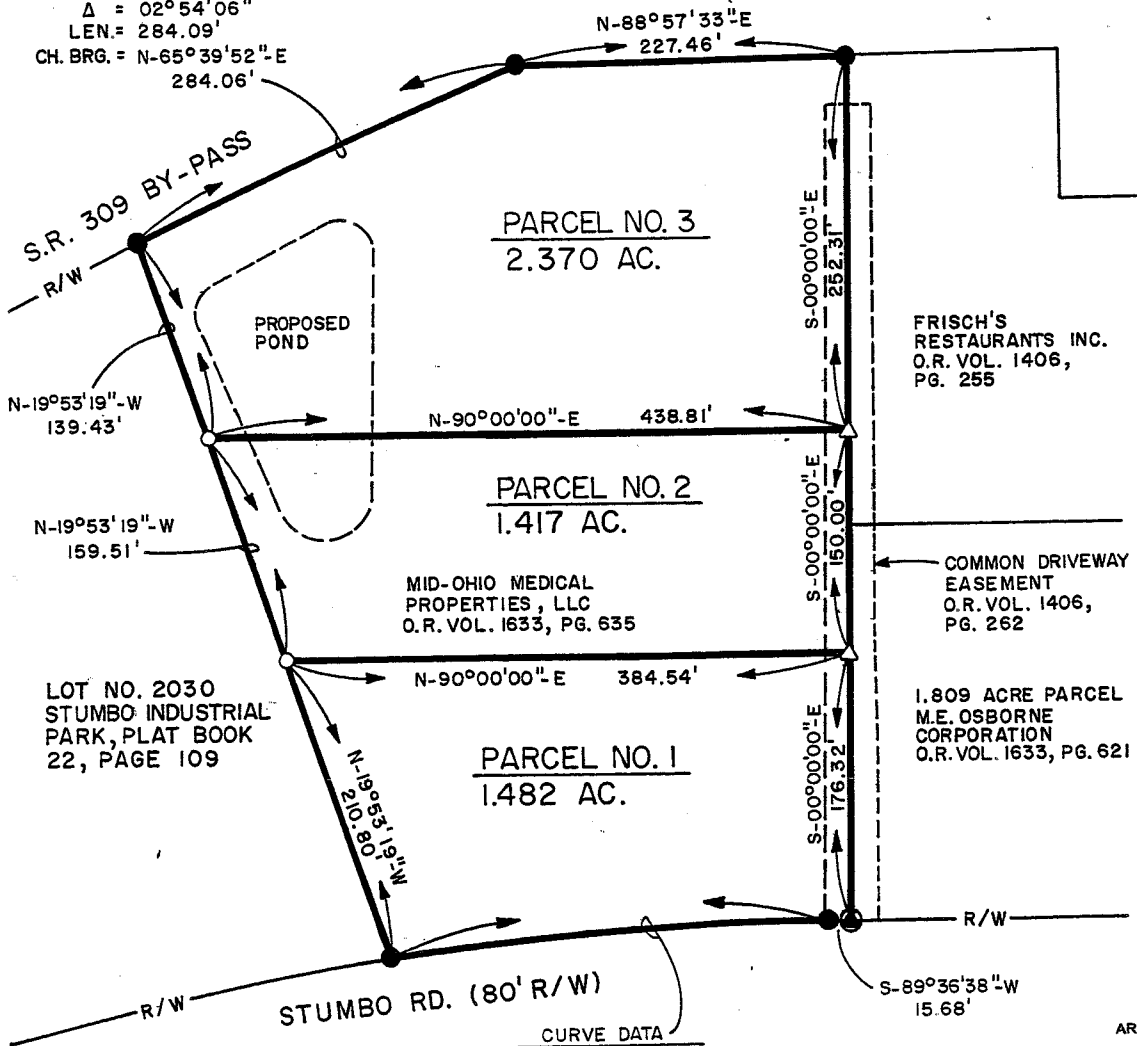 Δ = 02°54'06"
LEN.= 284.09'
CH. BRG. = N-65°39'52"-E
284.06'
N-88°57'33"-E
227.46'
S.R. 309 BY-PASS
R/W
PARCEL NO. 3
2.370 AC.
S-00°00'00"-E
252.31'
PROPOSED
POND
FRISCH'S
RESTAURANTS INC.
O.R. VOL. 1406,
PG. 255
N-19°53'19"-W
139.43'
N-90°00'00"-E 438.81'
PARCEL NO. 2
1.417 AC.
S-00°00'00"-E
150.00'
N-19°53'19"-W
159.51'
MID-OHIO MEDICAL
PROPERTIES, LLC
O.R. VOL. 1633, PG. 635
COMMON DRIVEWAY
EASEMENT
O.R. VOL. 1406,
PG. 262
N-90°00'00"-E 384.54'
LOT NO. 2030
STUMBO INDUSTRIAL
PARK, PLAT BOOK
22, PAGE 109
1.809 ACRE PARCEL
M.E. OSBORNE
CORPORATION
O.R. VOL. 1633, PG. 621
N-19°53'19"-W
210.80'
PARCEL NO. 1
1.482 AC.
S-00°00'00"-E
176.32'
R/W
S-89°36'38"-W
15.68'
R/W
STUMBO RD. (80' R/W)
CURVE DATA
AR